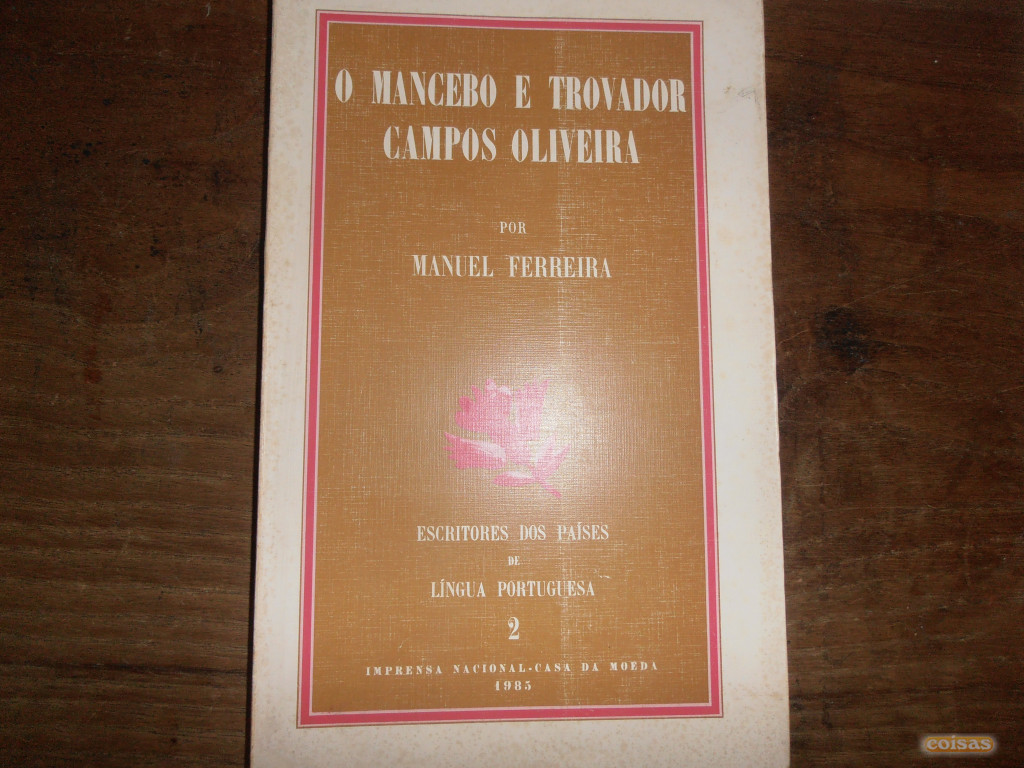 O MANCEBO E TROVADOR
CAMPOS OLIVEIRA
POR
MANUEL FERREIRA
ESCRITORES DOS PAÍSES
DE
LÍNGUA PORTUGUESA
2
IMPRENSA NACIONAL-CASA DA MOEDA
1985
coisas